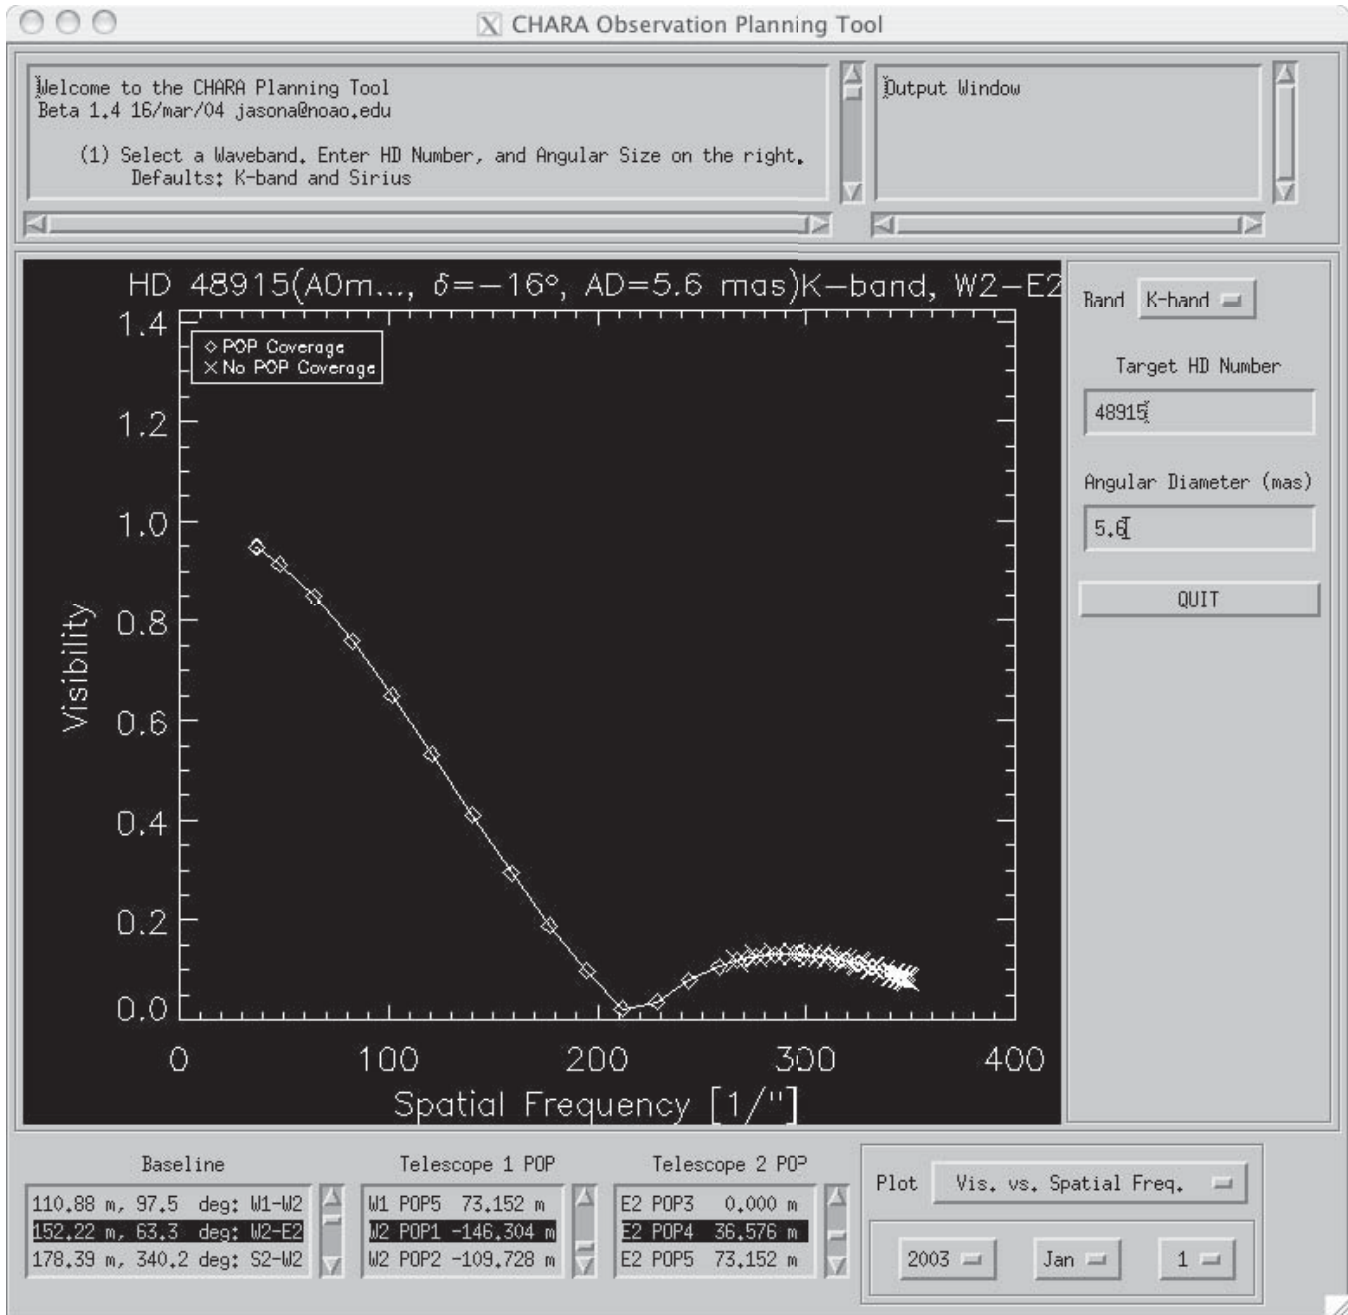 X CHARA Observation Planning Tool
Welcome to the CHARA Planning Tool
Beta 1.4 16/mar/04 jasona@noao.edu
(1) Select a Waveband. Enter HD Number, and Angular Size on the right.
Defaults: K-band and Sirius
Output Window
HD 48915(A0m..., δ=−16°, AD=5.6 mas)K−band, W2−E2
◇ POP Coverage
× No POP Coverage
1.4
1.2
1.0
0.8
0.6
0.4
0.2
0.0
Visibility
0 100 200 300 400
Spatial Frequency [1/"]
Band K-band
Target HD Number
48915
Angular Diameter (mas)
5.6
QUIT
Baseline
110.88 m, 97.5 deg: W1-W2
152.22 m, 63.3 deg: W2-E2
178.39 m, 340.2 deg: S2-W2
Telescope 1 POP
W1 POP5 73.152 m
W2 POP1 -146.304 m
W2 POP2 -109.728 m
Telescope 2 POP
E2 POP3 0.000 m
E2 POP4 36.576 m
E2 POP5 73.152 m
Plot Vis. vs. Spatial Freq.
2003 Jan 1